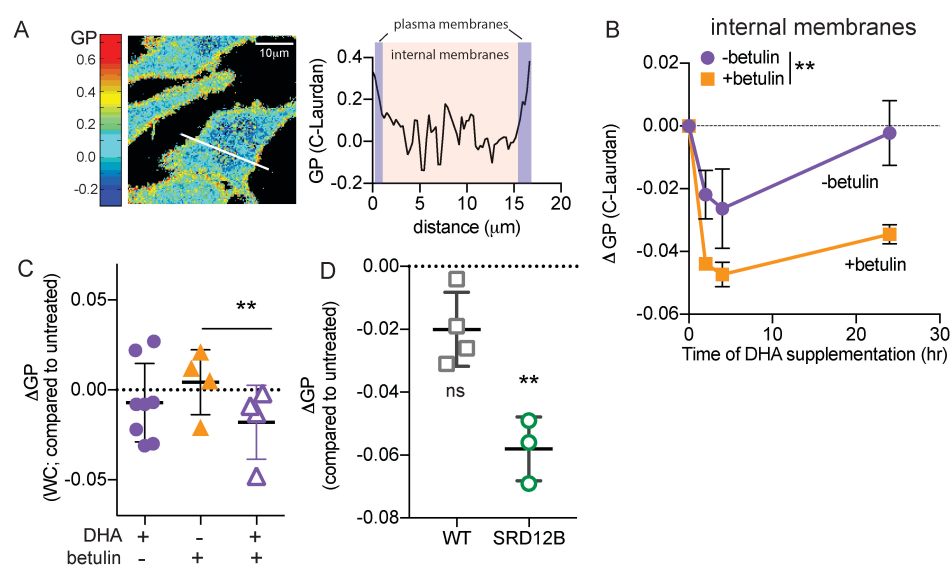 A
GP
0.6
0.4
0.2
0.0
-0.2
10μm
plasma membranes
internal membranes
GP (C-Laurdan)
0.4
0.2
0.0
-0.2
0
5
10
15
20
distance (μm)
B
internal membranes
-betulin
+betulin
**
Δ GP (C-Laurdan)
0.02
0.00
-0.02
-0.04
-0.06
-betulin
+betulin
0
10
20
30
Time of DHA supplementation (hr)
C
ΔGP
(WC; compared to untreated)
0.05
0.00
-0.05
**
DHA + - +
betulin - + +
D
ΔGP
(compared to untreated)
0.00
-0.02
-0.04
-0.06
-0.08
ns
**
WT
SRD12B